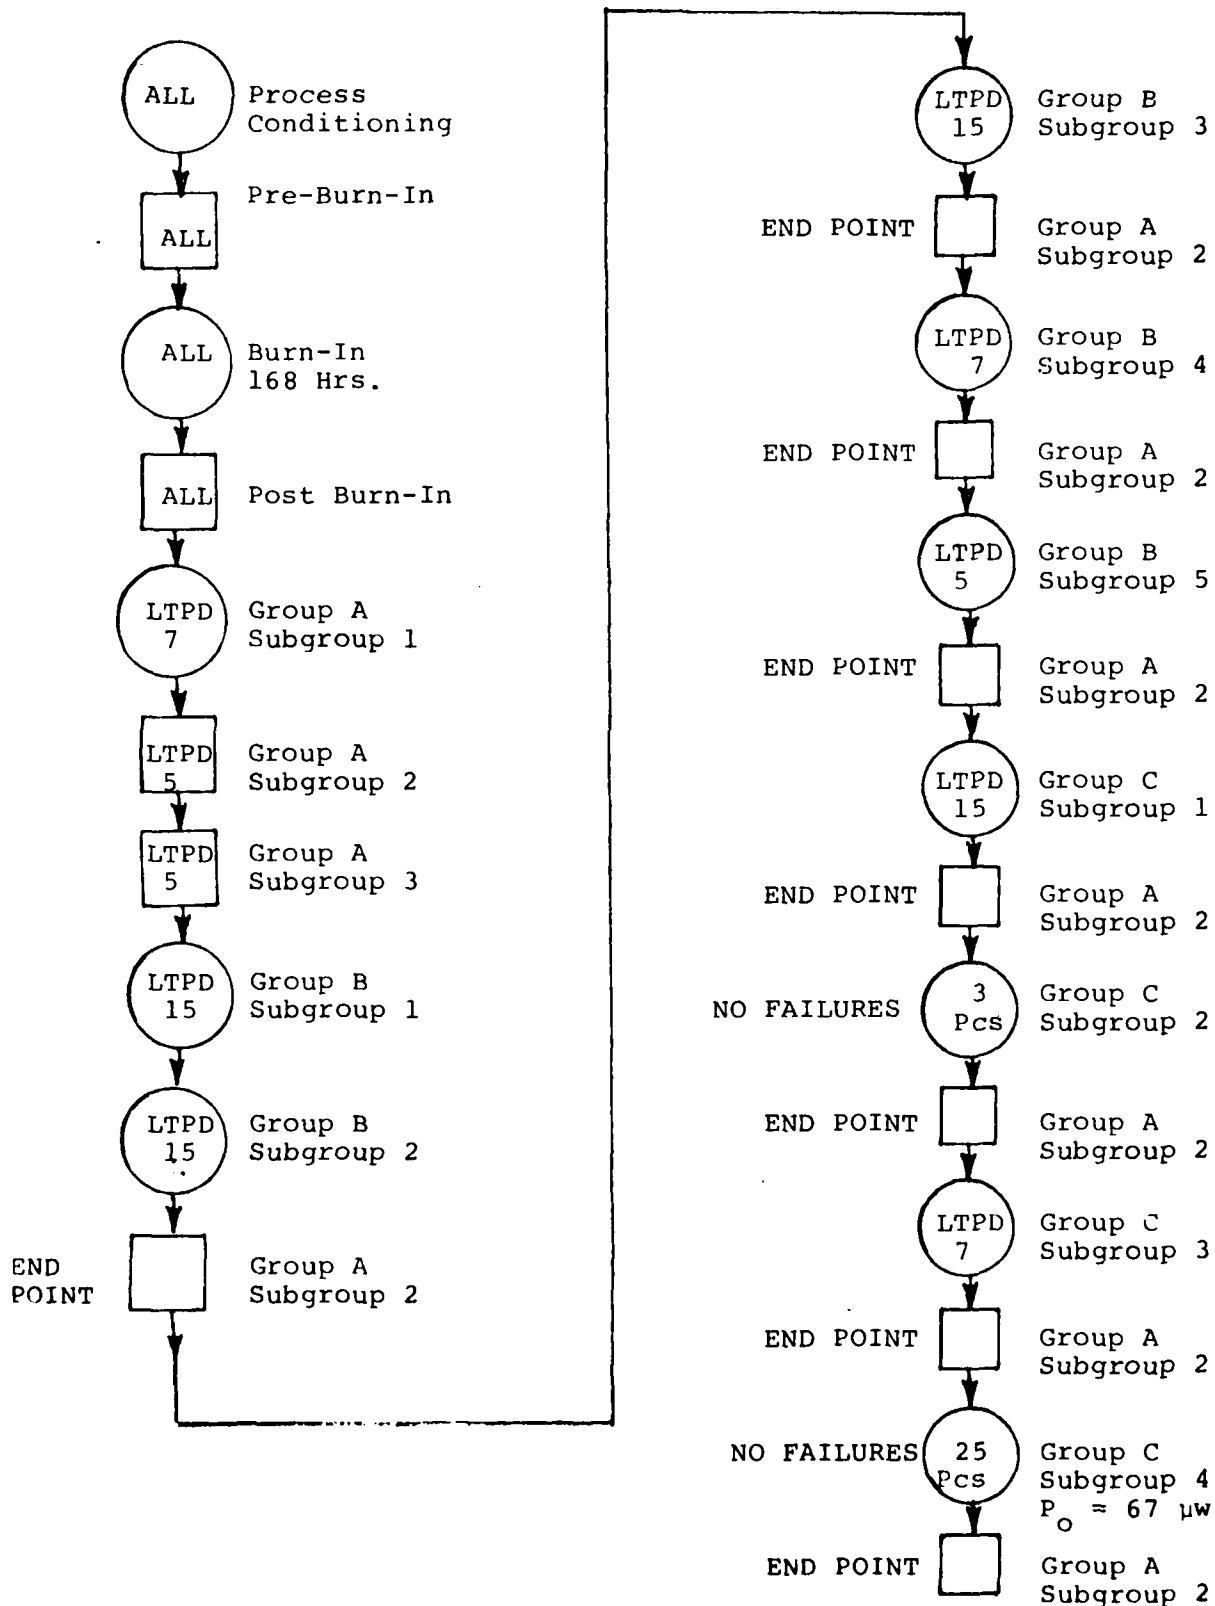 ALL
Process
Conditioning
Pre-Burn-In
ALL
ALL
Burn-In
168 Hrs.
ALL
Post Burn-In
LTPD
7
Group A
Subgroup 1
LTPD
5
Group A
Subgroup 2
LTPD
5
Group A
Subgroup 3
LTPD
15
Group B
Subgroup 1
LTPD
15
Group B
Subgroup 2
END
POINT
Group A
Subgroup 2
LTPD
15
Group B
Subgroup 3
END POINT
Group A
Subgroup 2
LTPD
7
Group B
Subgroup 4
END POINT
Group A
Subgroup 2
LTPD
5
Group B
Subgroup 5
END POINT
Group A
Subgroup 2
LTPD
15
Group C
Subgroup 1
END POINT
Group A
Subgroup 2
NO FAILURES
3
Pcs
Group C
Subgroup 2
END POINT
Group A
Subgroup 2
LTPD
7
Group C
Subgroup 3
END POINT
Group A
Subgroup 2
NO FAILURES
25
Pcs
Group C
Subgroup 4
P_O = 67 μw
END POINT
Group A
Subgroup 2